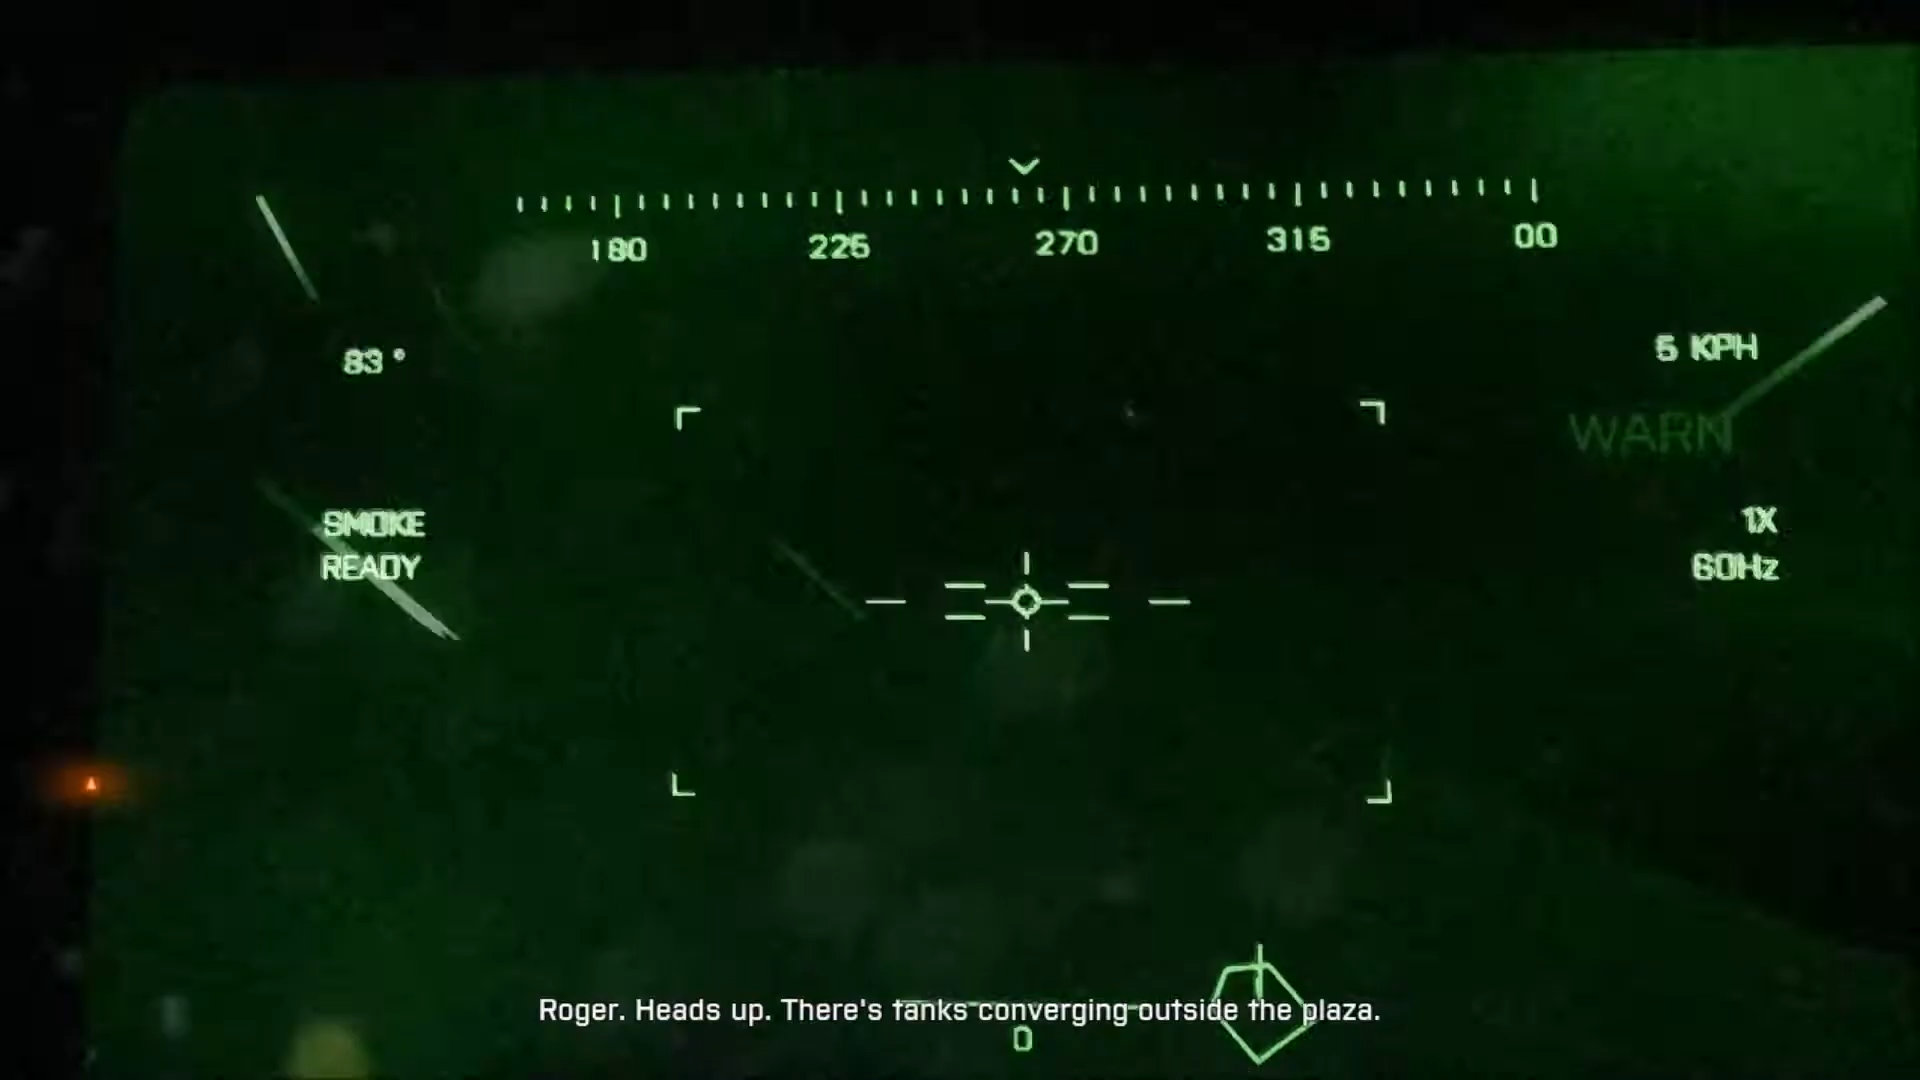 180 225 270 315 00
83°
5 KPH
WARN
SMOKE
READY
1X
60Hz
Roger. Heads up. There's tanks converging outside the plaza.
0